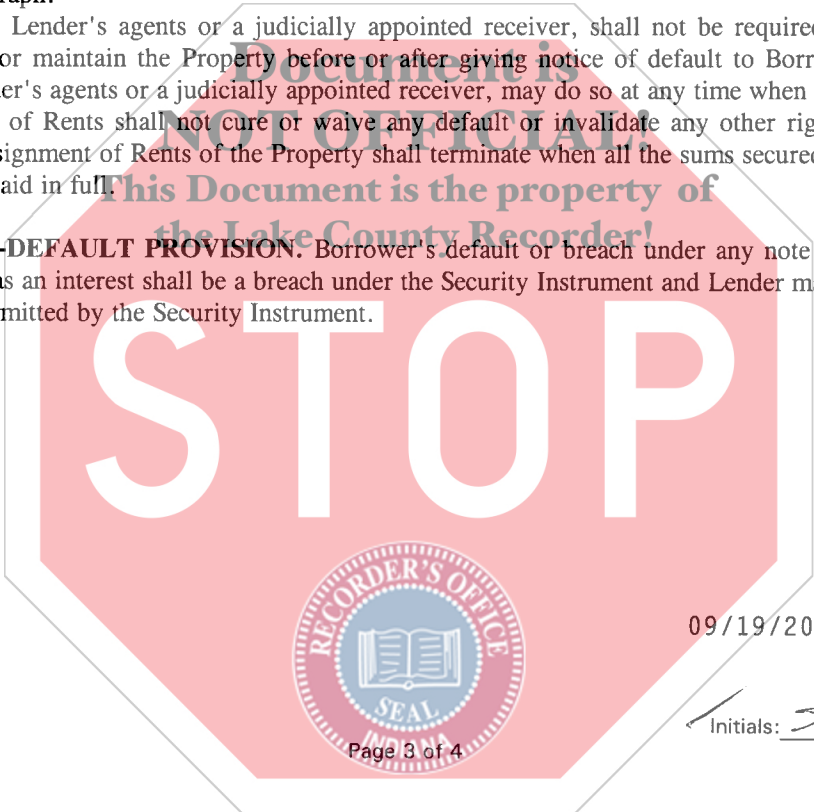 Lender's agents or a judicially appointed receiver, shall not be required
or maintain the Property before or after giving notice of default to Borr
er's agents or a judicially appointed receiver, may do so at any time when
of Rents shall not cure or waive any default or invalidate any other rig
signment of Rents of the Property shall terminate when all the sums secured
aid in full.
Document is
NOT OFFICIAL!
This Document is the property of
the Lake County Recorder!
-DEFAULT PROVISION. Borrower's default or breach under any note
s an interest shall be a breach under the Security Instrument and Lender m
mitted by the Security Instrument.
STOP
RECORDER'S OFFICE
SEAL
INDIANA
09/19/20
Initials:
Page 3 of 4